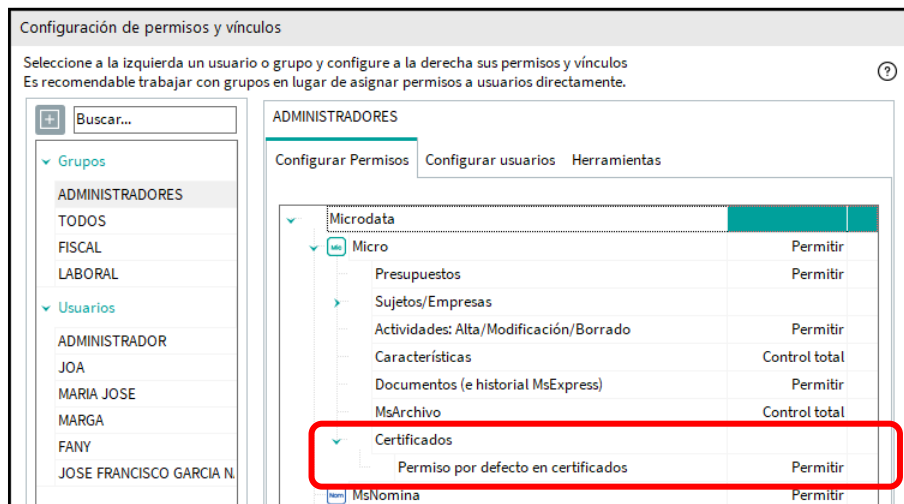 Configuración de permisos y vínculos
Seleccione a la izquierda un usuario o grupo y configure a la derecha sus permisos y vínculos
Es recomendable trabajar con grupos en lugar de asignar permisos a usuarios directamente.
?
Buscar...
Grupos
ADMINISTRADORES
TODOS
FISCAL
LABORAL
Usuarios
ADMINISTRADOR
JOA
MARIA JOSE
MARGA
FANY
JOSE FRANCISCO GARCIA N.
ADMINISTRADORES
Configurar Permisos Configurar usuarios Herramientas
Microdata
Mic Micro Permitir
Presupuestos Permitir
Sujetos/Empresas
Actividades: Alta/Modificación/Borrado Permitir
Características Control total
Documentos (e historial MsExpress) Permitir
MsArchivo Control total
Certificados
Permiso por defecto en certificados Permitir
Nom MsNomina Permitir